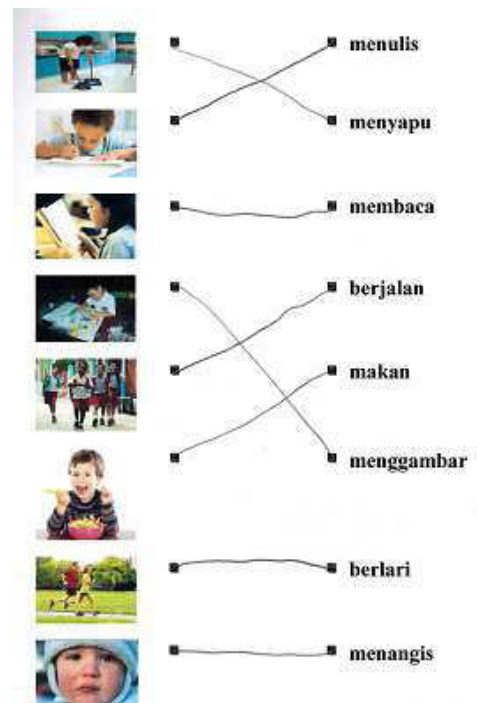 menulis
menyapu
membaca
berjalan
makan
menggambar
berlari
menangis